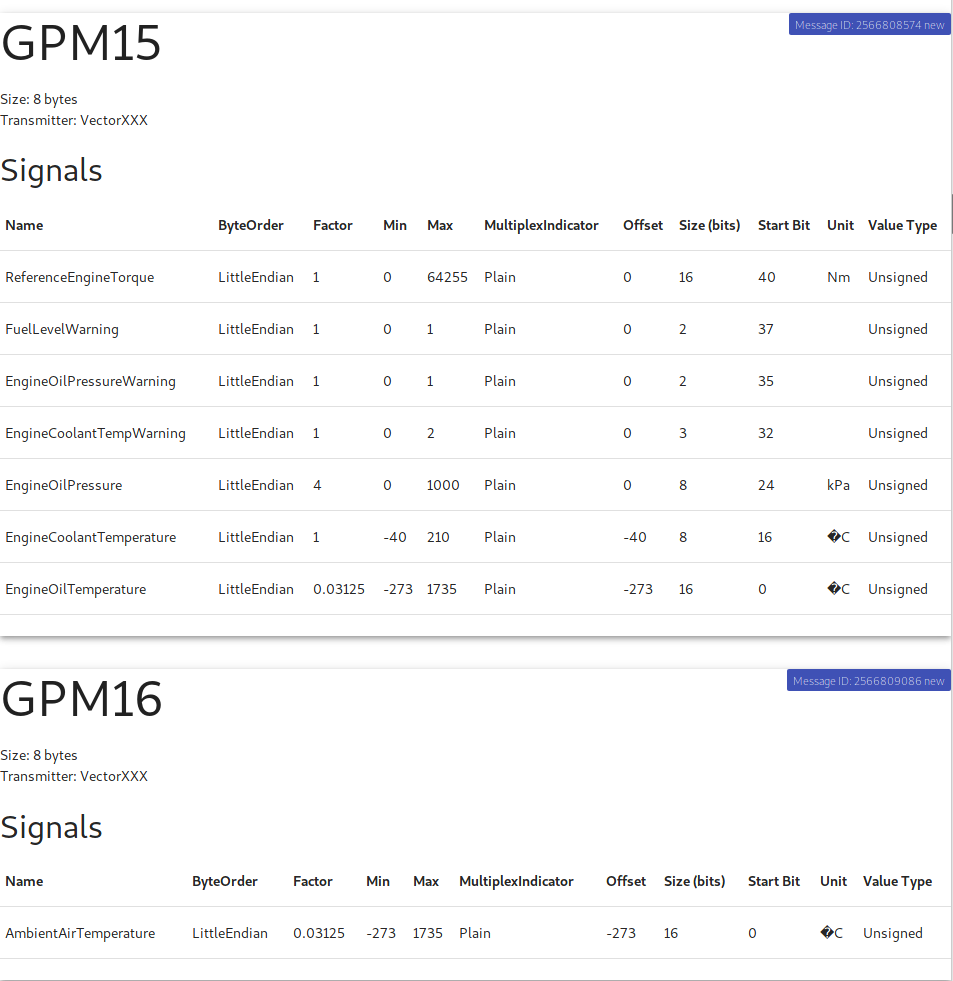 GPM15
Message ID: 2566808574 new
Size: 8 bytes
Transmitter: VectorXXX
Signals
Name ByteOrder Factor Min Max MultiplexIndicator Offset Size (bits) Start Bit Unit Value Type
ReferenceEngineTorque LittleEndian 1 0 64255 Plain 0 16 40 Nm Unsigned
FuelLevelWarning LittleEndian 1 0 1 Plain 0 2 37 Unsigned
EngineOilPressureWarning LittleEndian 1 0 1 Plain 0 2 35 Unsigned
EngineCoolantTempWarning LittleEndian 1 0 2 Plain 0 3 32 Unsigned
EngineOilPressure LittleEndian 4 0 1000 Plain 0 8 24 kPa Unsigned
EngineCoolantTemperature LittleEndian 1 -40 210 Plain -40 8 16 �C Unsigned
EngineOilTemperature LittleEndian 0.03125 -273 1735 Plain -273 16 0 �C Unsigned
GPM16
Message ID: 2566809086 new
Size: 8 bytes
Transmitter: VectorXXX
Signals
Name ByteOrder Factor Min Max MultiplexIndicator Offset Size (bits) Start Bit Unit Value Type
AmbientAirTemperature LittleEndian 0.03125 -273 1735 Plain -273 16 0 �C Unsigned